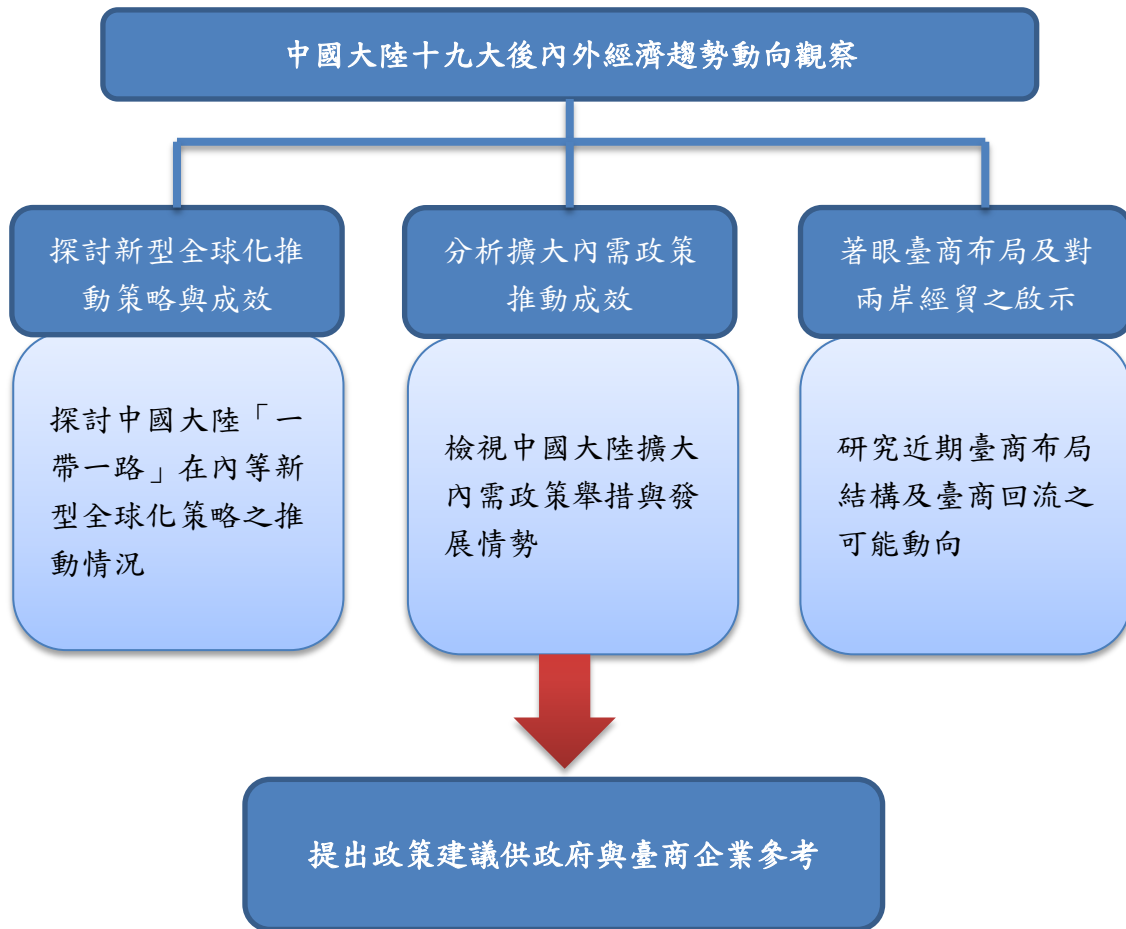 中國大陸十九大後內外經濟趨勢動向觀察
探討新型全球化推
動策略與成效
分析擴大內需政策
推動成效
著眼臺商布局及對
兩岸經貿之啟示
探討中國大陸「一
帶一路」在內等新
型全球化策略之推
動情況
檢視中國大陸擴大
內需政策舉措與發
展情勢
研究近期臺商布局
結構及臺商回流之
可能動向
提出政策建議供政府與臺商企業參考